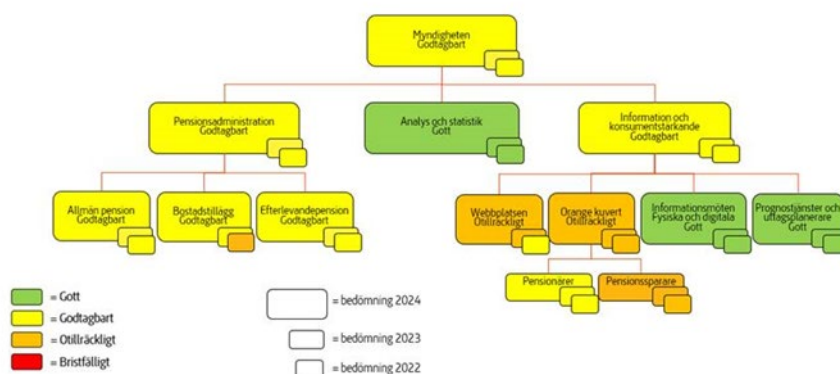 Myndigheten
Godtagbart
Pensionsadministration
Godtagbart
Analys och statistik
Gott
Information och
konsumentstärkande
Godtagbart
Allmän pension
Godtagbart
Bostadstillägg
Godtagbart
Efterlevandepension
Godtagbart
Webbplatsen
Otillräckligt
Orange kuvert
Otillräckligt
Informationsmöten
Fysiska och digitala
Gott
Prognostjänster och
uttagsplanerare
Gott
Pensionärer
Pensionssparare
= Gott
= Godtagbart
= Otillräckligt
= Bristfälligt
= bedömning 2024
= bedömning 2023
= bedömning 2022